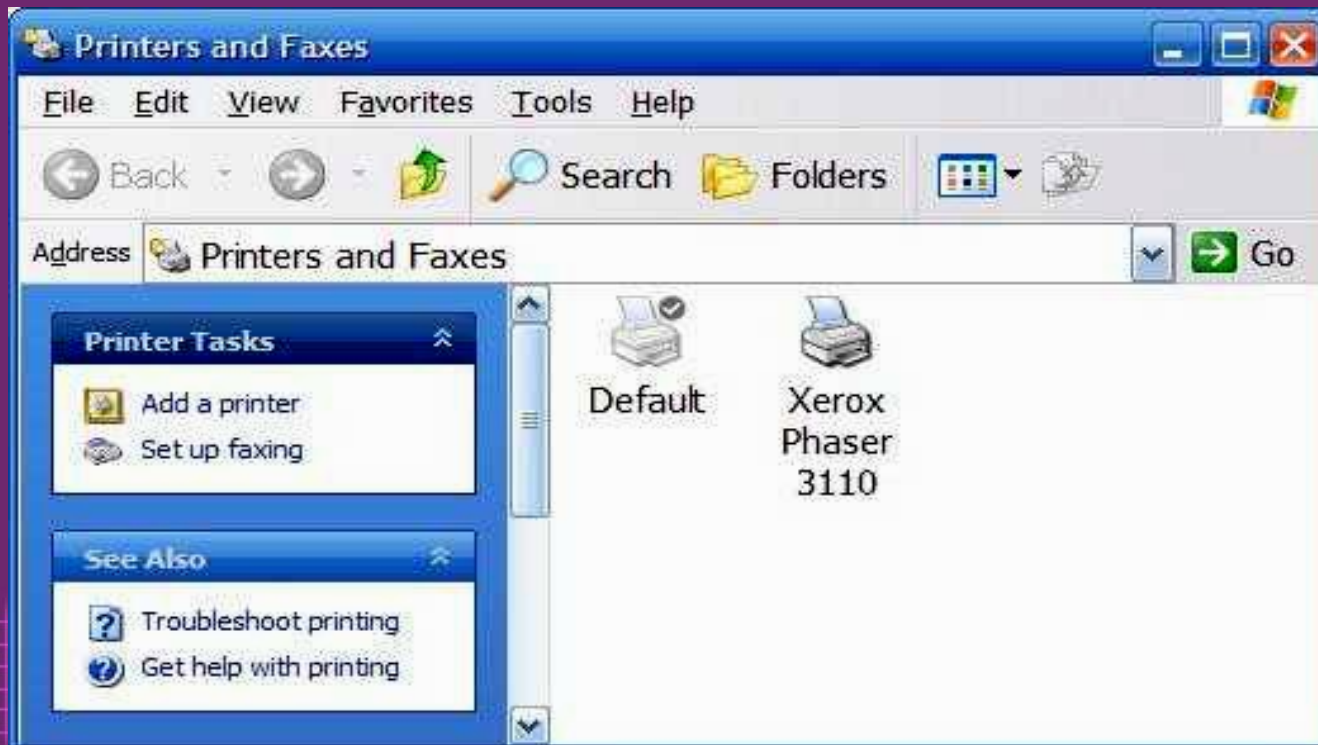 Printers and Faxes
File Edit View Favorites Tools Help
Back Search Folders
Address Printers and Faxes Go
Printer Tasks
Add a printer
Set up faxing
See Also
Troubleshoot printing
Get help with printing
Default
Xerox
Phaser
3110